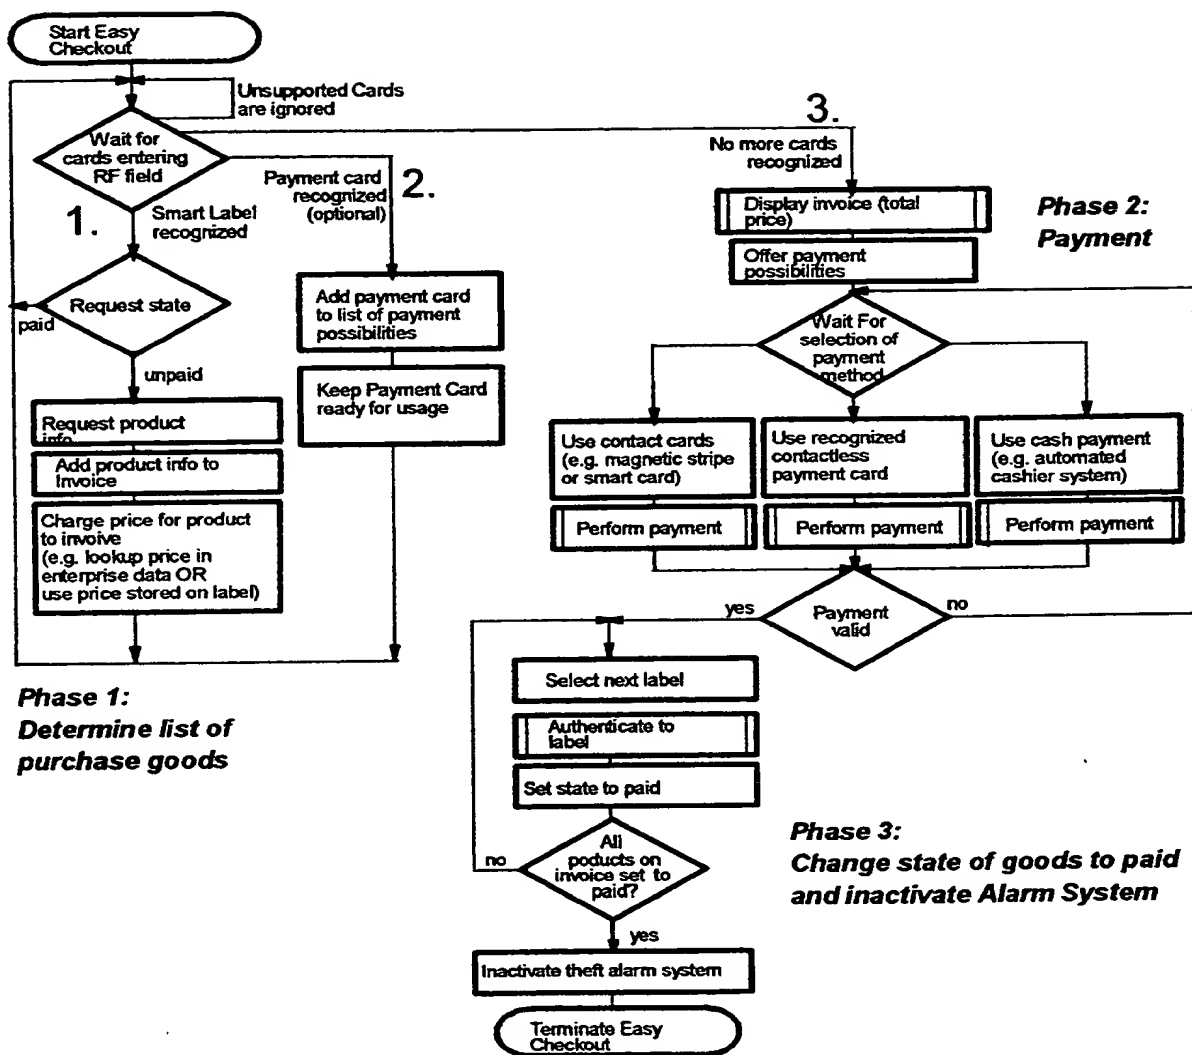 Start Easy
Checkout
Unsupported Cards
are ignored
Wait for
cards entering
RF field
3.
No more cards
recognized
Payment card
recognized
(optional)
2.
1.
Smart Label
recognized
Display invoice (total
price)
Phase 2:
Payment
Offer payment
possibilities
Request state
paid
Add payment card
to list of payment
possibilities
Wait For
selection of
payment
method
unpaid
Keep Payment Card
ready for usage
Request product
info
Use contact cards
(e.g. magnetic stripe
or smart card)
Use recognized
contactless
payment card
Use cash payment
(e.g. automated
cashier system)
Add product info to
Invoice
Charge price for product
to invoive
(e.g. lookup price in
enterprise data OR
use price stored on label)
Perform payment
Perform payment
Perform payment
yes
Payment
valid
no
Phase 1:
Determine list of
purchase goods
Select next label
Authenticate to
label
Set state to paid
no
All
poducts on
invoice set to
paid?
Phase 3:
Change state of goods to paid
and inactivate Alarm System
yes
Inactivate theft alarm system
Terminate Easy
Checkout